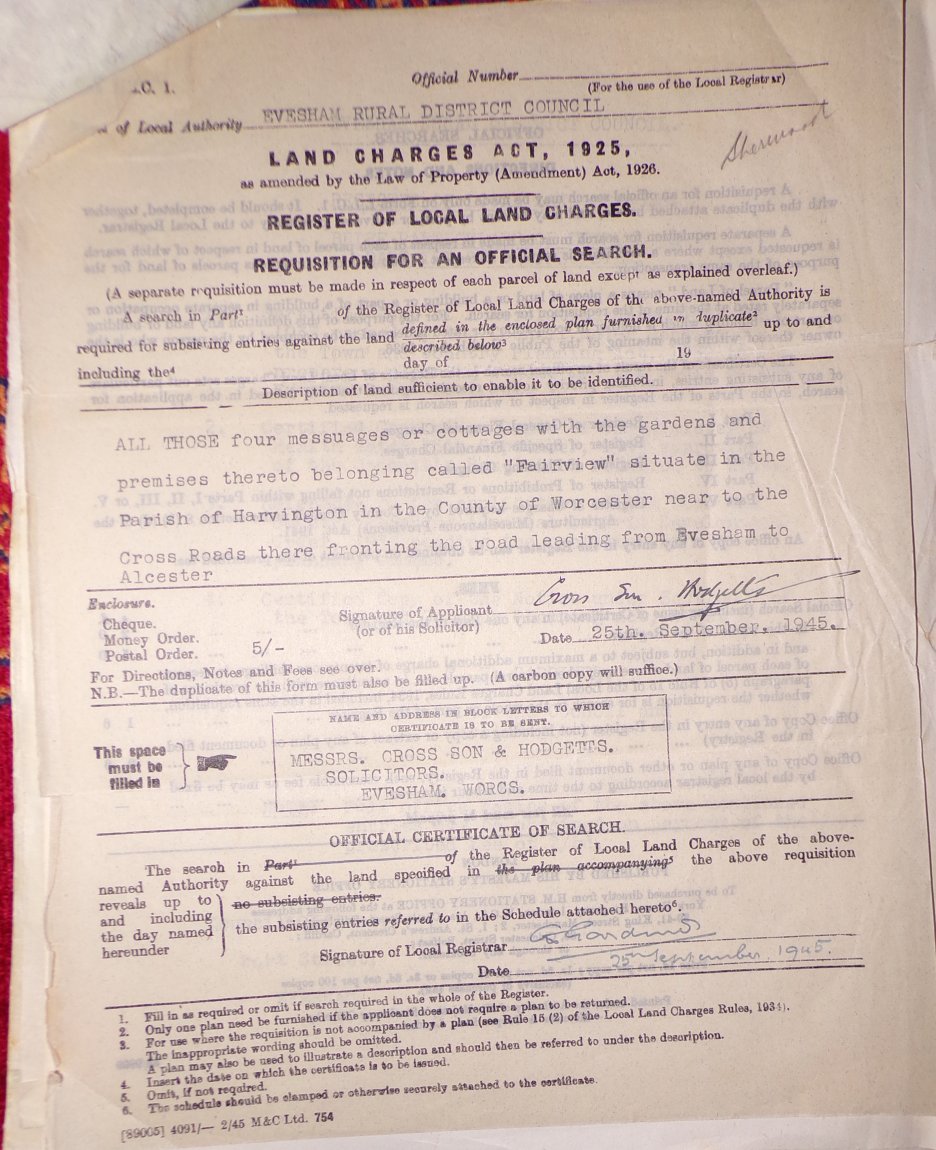 .C. 1.
Official Number
(For the use of the Local Registrar)
of Local Authority EVESHAM RURAL DISTRICT COUNCIL
Sherwood
LAND CHARGES ACT, 1925,
as amended by the Law of Property (Amendment) Act, 1926.
REGISTER OF LOCAL LAND CHARGES.
REQUISITION FOR AN OFFICIAL SEARCH.
(A separate requisition must be made in respect of each parcel of land except as explained overleaf.)
A search in Part¹ of the Register of Local Land Charges of the above-named Authority is
required for subsisting entries against the land defined in the enclosed plan furnished in duplicate² up to and
described below³
including the⁴ day of 19
Description of land sufficient to enable it to be identified.
ALL THOSE four messuages or cottages with the gardens and
premises thereto belonging called "Fairview" situate in the
Parish of Harvington in the County of Worcester near to the
Cross Roads there fronting the road leading from Evesham to
Alcester
Enclosure.
Cheque.
Money Order.
Postal Order. 5/-
Signature of Applicant Cross Son . Hodgetts
(or of his Solicitor)
Date 25th. September, 1945.
For Directions, Notes and Fees see over.
N.B.—The duplicate of this form must also be filled up. (A carbon copy will suffice.)
This space
must be
filled in
NAME AND ADDRESS IN BLOCK LETTERS TO WHICH
CERTIFICATE IS TO BE SENT.
MESSRS. CROSS SON & HODGETTS.
SOLICITORS.
EVESHAM. WORCS.
OFFICIAL CERTIFICATE OF SEARCH.
The search in Part¹ of the Register of Local Land Charges of the above-
named Authority against the land specified in the plan accompanying⁵ the above requisition
reveals up to
and including
the day named
hereunder
no subsisting entries.
the subsisting entries referred to in the Schedule attached hereto⁶.
Signature of Local Registrar
Date 25th September 1945.
1. Fill in as required or omit if search required in the whole of the Register.
2. Only one plan need be furnished if the applicant does not require a plan to be returned.
3. For use where the requisition is not accompanied by a plan (see Rule 15 (2) of the Local Land Charges Rules, 1934).
The inappropriate wording should be omitted.
A plan may also be used to illustrate a description and should then be referred to under the description.
4. Insert the date on which the certificate is to be issued.
5. Omit, if not required.
6. The schedule should be clamped or otherwise securely attached to the certificate.
[89005] 4091/— 2/45 M&C Ltd. 754